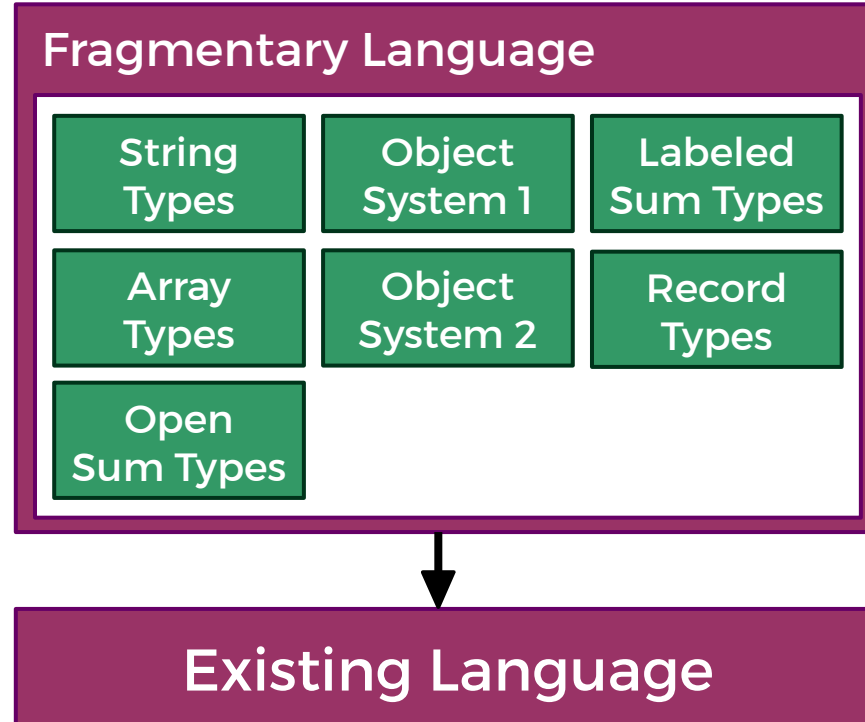 Fragmentary Language
String
Types
Object
System 1
Labeled
Sum Types
Array
Types
Object
System 2
Record
Types
Open
Sum Types
Existing Language